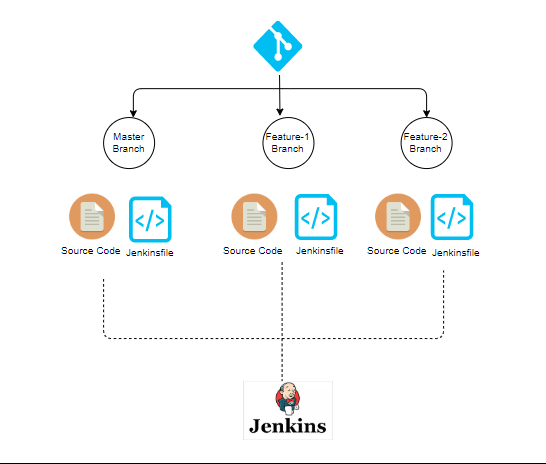 Master
Branch
Feature-1
Branch
Feature-2
Branch
Source Code
Jenkinsfile
Source Code
Jenkinsfile
Source Code
Jenkinsfile
Jenkins